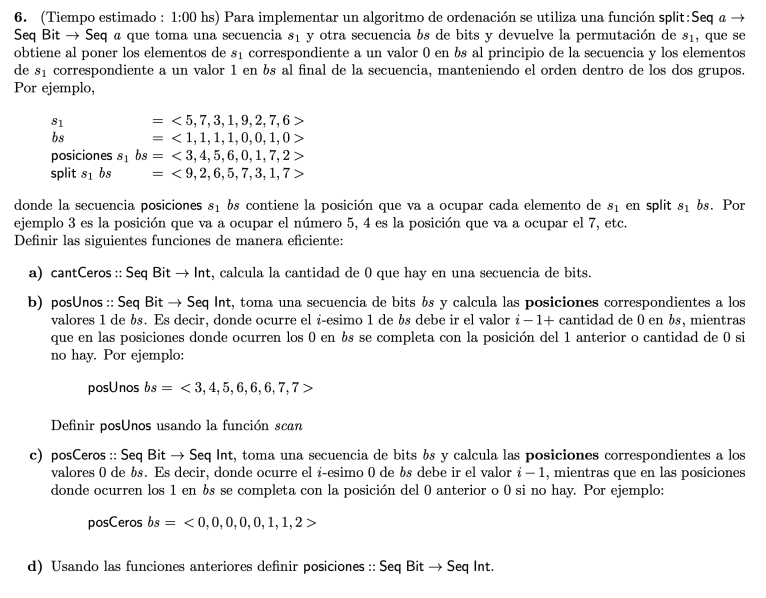 6. (Tiempo estimado : 1:00 hs) Para implementar un algoritmo de ordenación se utiliza una función split:Seq a →
Seq Bit → Seq a que toma una secuencia s₁ y otra secuencia bs de bits y devuelve la permutación de s₁, que se
obtiene al poner los elementos de s₁ correspondiente a un valor 0 en bs al principio de la secuencia y los elementos
de s₁ correspondiente a un valor 1 en bs al final de la secuencia, manteniendo el orden dentro de los dos grupos.
Por ejemplo,
s₁ = < 5, 7, 3, 1, 9, 2, 7, 6 >
bs = < 1, 1, 1, 1, 0, 0, 1, 0 >
posiciones s₁ bs = < 3, 4, 5, 6, 0, 1, 7, 2 >
split s₁ bs = < 9, 2, 6, 5, 7, 3, 1, 7 >
donde la secuencia posiciones s₁ bs contiene la posición que va a ocupar cada elemento de s₁ en split s₁ bs. Por
ejemplo 3 es la posición que va a ocupar el número 5, 4 es la posición que va a ocupar el 7, etc.
Definir las siguientes funciones de manera eficiente:
a) cantCeros :: Seq Bit → Int, calcula la cantidad de 0 que hay en una secuencia de bits.
b) posUnos :: Seq Bit → Seq Int, toma una secuencia de bits bs y calcula las posiciones correspondientes a los
valores 1 de bs. Es decir, donde ocurre el i-esimo 1 de bs debe ir el valor i − 1+ cantidad de 0 en bs, mientras
que en las posiciones donde ocurren los 0 en bs se completa con la posición del 1 anterior o cantidad de 0 si
no hay. Por ejemplo:
posUnos bs = < 3, 4, 5, 6, 6, 6, 7, 7 >
Definir posUnos usando la función scan
c) posCeros :: Seq Bit → Seq Int, toma una secuencia de bits bs y calcula las posiciones correspondientes a los
valores 0 de bs. Es decir, donde ocurre el i-esimo 0 de bs debe ir el valor i − 1, mientras que en las posiciones
donde ocurren los 1 en bs se completa con la posición del 0 anterior o 0 si no hay. Por ejemplo:
posCeros bs = < 0, 0, 0, 0, 0, 1, 1, 2 >
d) Usando las funciones anteriores definir posiciones :: Seq Bit → Seq Int.